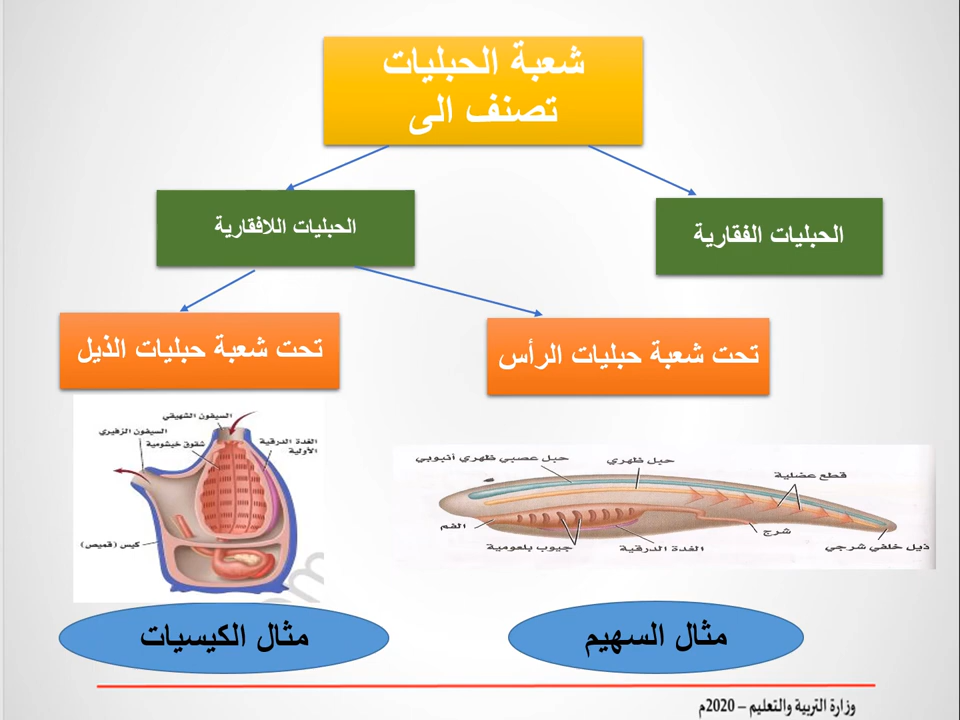 شعبة الحبليات
تصنف الى
الحبليات الفقارية
الحبليات اللافقارية
تحت شعبة حبليات الرأس
تحت شعبة حبليات الذيل
السيفون الشهيقي
السيفون الزفيري
شقوق خيشومية
الغدة الدرقية
الأولية
كيس (قميص)
حبل عصبي ظهري أنبوبي
حبل ظهري
قطع عضلية
الفم
جيوب بلعومية
الغدة الدرقية
شرج
ذيل خلفي شرجي
مثال السهيم
مثال الكيسيات
وزارة التربية والتعليم – 2020م